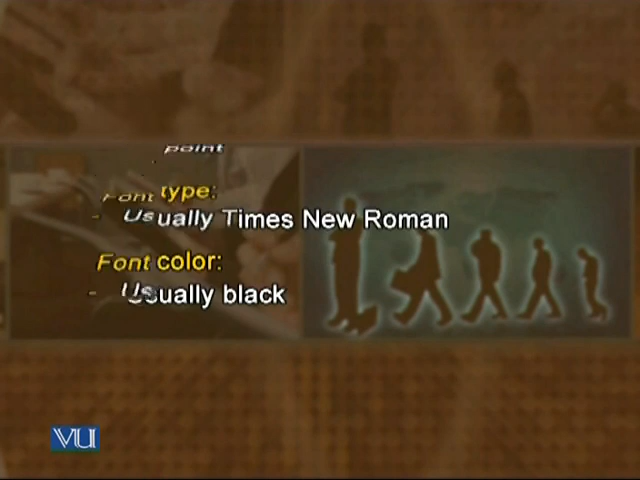 point
Font type:
- Usually Times New Roman
Font color:
- Usually black
VU